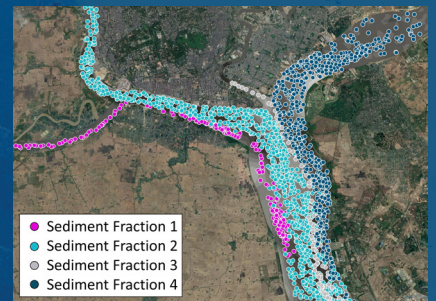 Sediment Fraction 1
Sediment Fraction 2
Sediment Fraction 3
Sediment Fraction 4